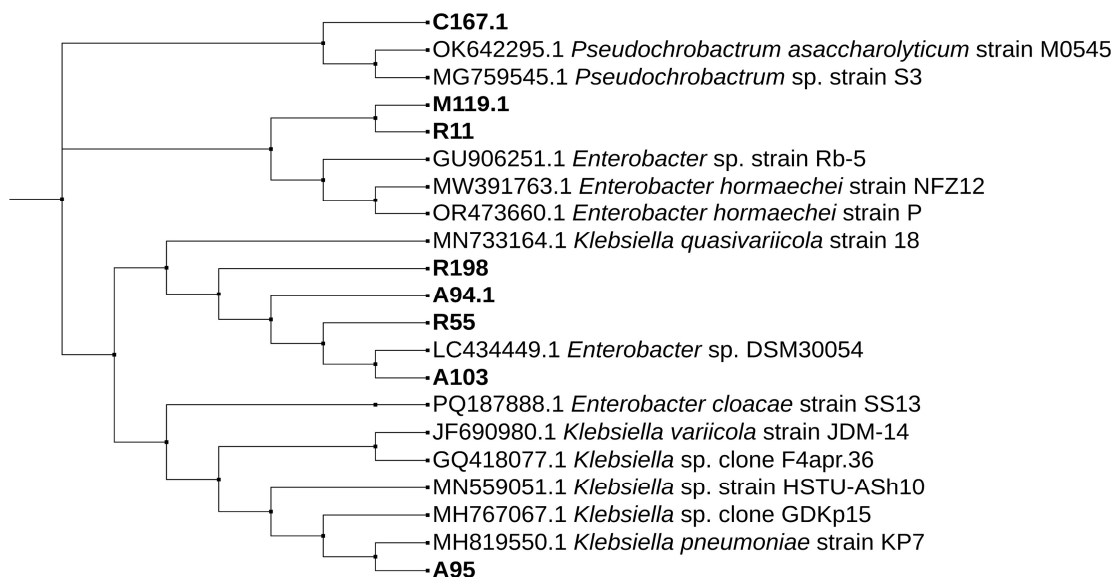 C167.1
OK642295.1 Pseudochrobactrum asaccharolyticum strain M0545
MG759545.1 Pseudochrobactrum sp. strain S3
M119.1
R11
GU906251.1 Enterobacter sp. strain Rb-5
MW391763.1 Enterobacter hormaechei strain NFZ12
OR473660.1 Enterobacter hormaechei strain P
MN733164.1 Klebsiella quasivariicola strain 18
R198
A94.1
R55
LC434449.1 Enterobacter sp. DSM30054
A103
PQ187888.1 Enterobacter cloacae strain SS13
JF690980.1 Klebsiella variicola strain JDM-14
GQ418077.1 Klebsiella sp. clone F4apr.36
MN559051.1 Klebsiella sp. strain HSTU-ASh10
MH767067.1 Klebsiella sp. clone GDKp15
MH819550.1 Klebsiella pneumoniae strain KP7
A95